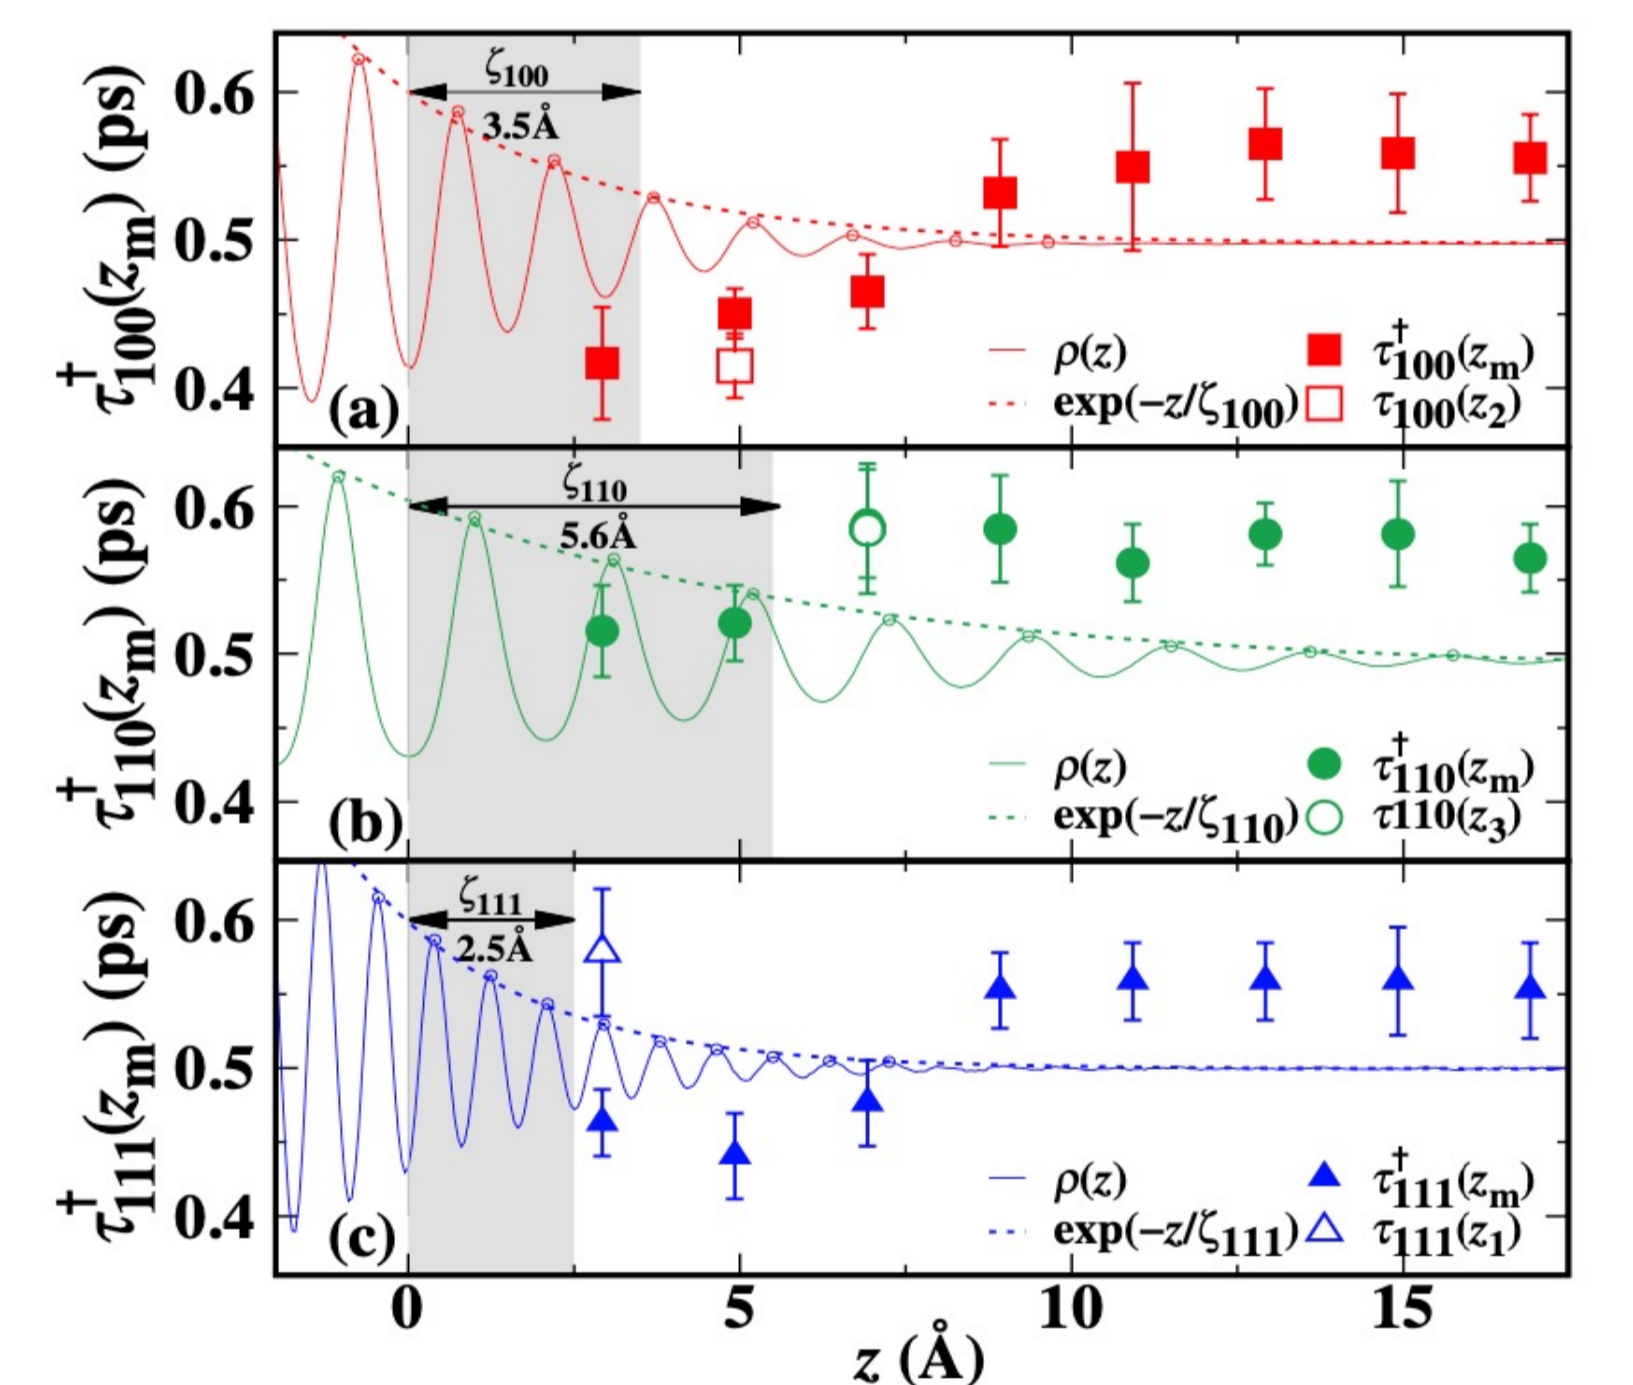 τ†100(zm) (ps)
0.6
0.5
0.4
ζ100
3.5Å
(a)
ρ(z)
exp(−z/ζ100)
τ†100(zm)
τ100(z2)
τ†110(zm) (ps)
0.6
0.5
0.4
ζ110
5.6Å
(b)
ρ(z)
exp(−z/ζ110)
τ†110(zm)
τ110(z3)
τ†111(zm) (ps)
0.6
0.5
0.4
ζ111
2.5Å
(c)
ρ(z)
exp(−z/ζ111)
τ†111(zm)
τ111(z1)
0 5 10 15
z (Å)